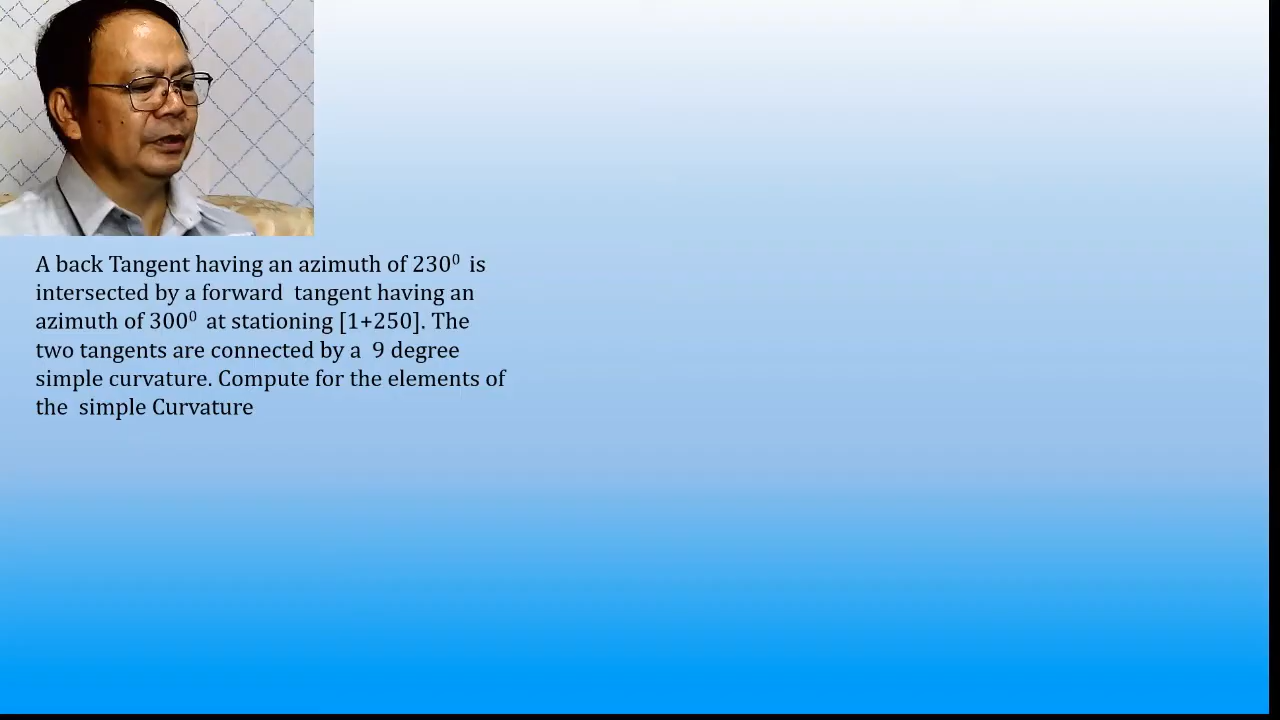 A back Tangent having an azimuth of 230⁰ is
intersected by a forward tangent having an
azimuth of 300⁰ at stationing [1+250]. The
two tangents are connected by a 9 degree
simple curvature. Compute for the elements of
the simple Curvature